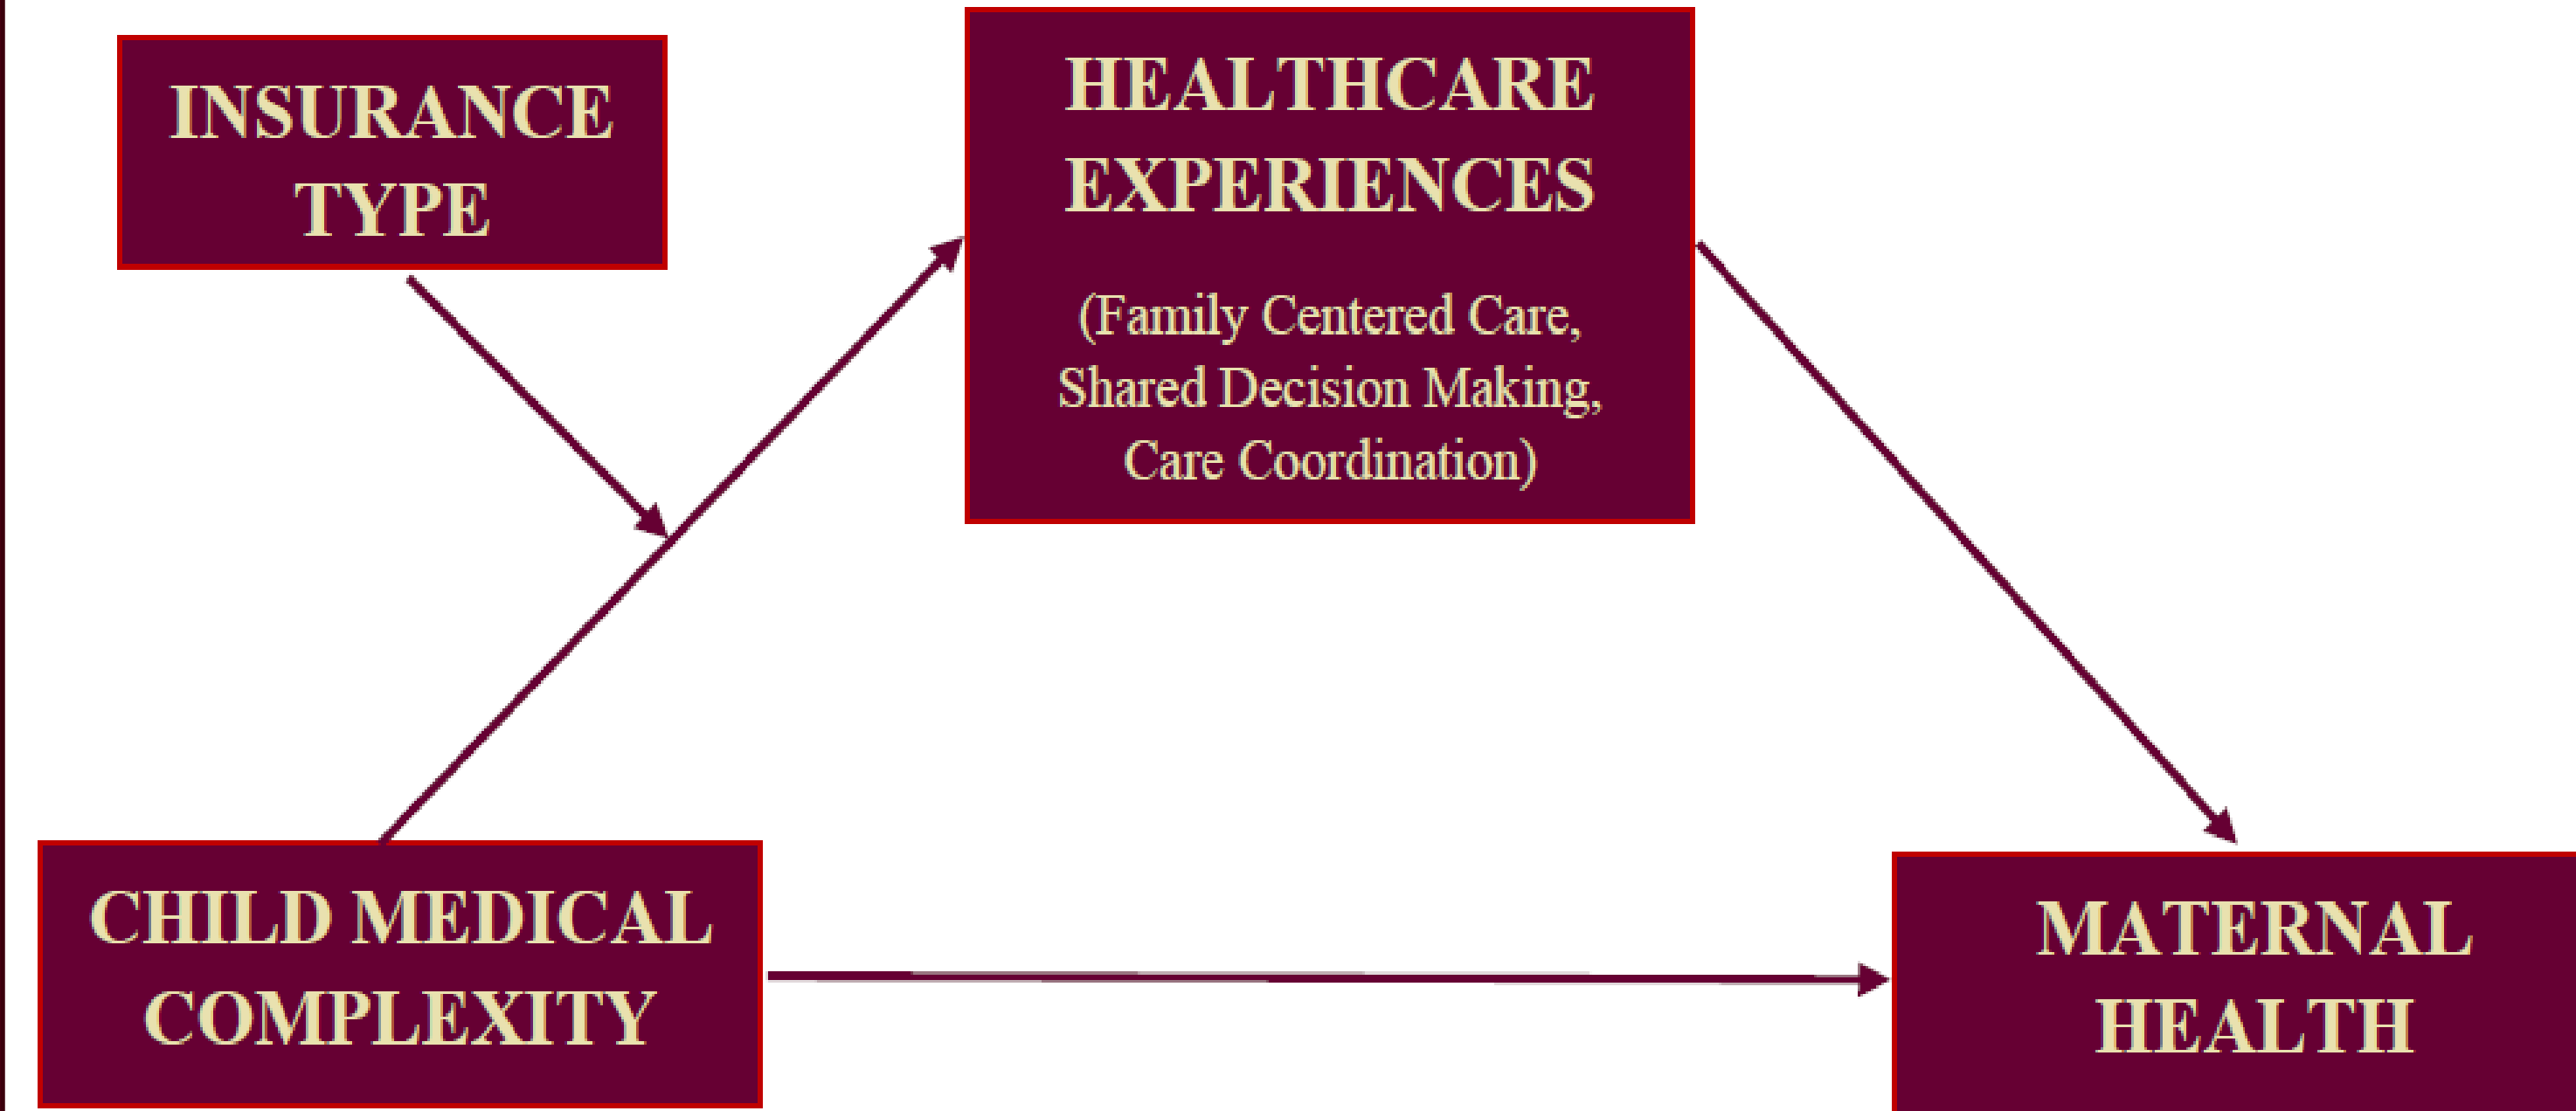 INSURANCE
TYPE
HEALTHCARE
EXPERIENCES
(Family Centered Care,
Shared Decision Making,
Care Coordination)
CHILD MEDICAL
COMPLEXITY
MATERNAL
HEALTH